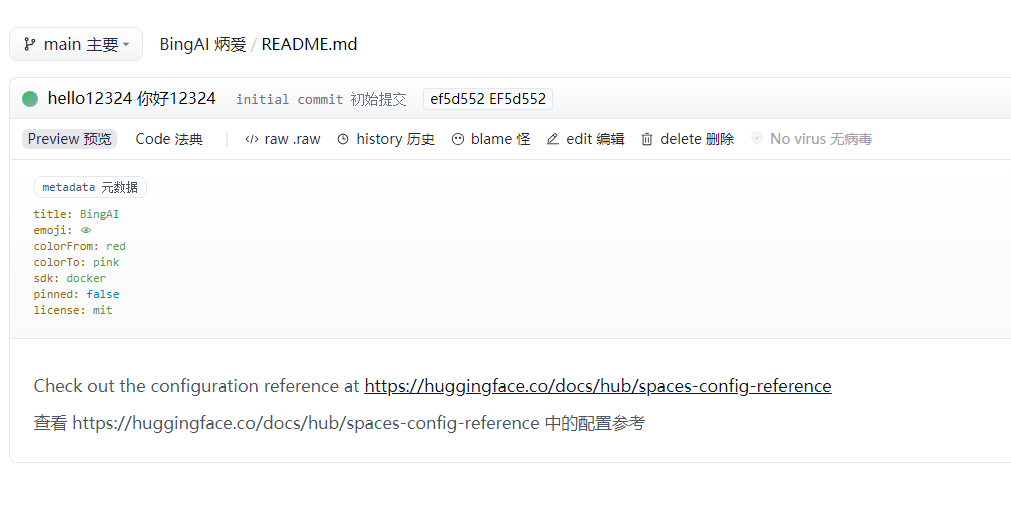 main 主要 BingAI 炳爱 / README.md
hello12324 你好12324 initial commit 初始提交 ef5d552 EF5d552
Preview 预览 Code 法典 raw .raw history 历史 blame 怪 edit 编辑 delete 删除 No virus 无病毒
metadata 元数据
title: BingAI
emoji: 👁
colorFrom: red
colorTo: pink
sdk: docker
pinned: false
license: mit
Check out the configuration reference at https://huggingface.co/docs/hub/spaces-config-reference
查看 https://huggingface.co/docs/hub/spaces-config-reference 中的配置参考